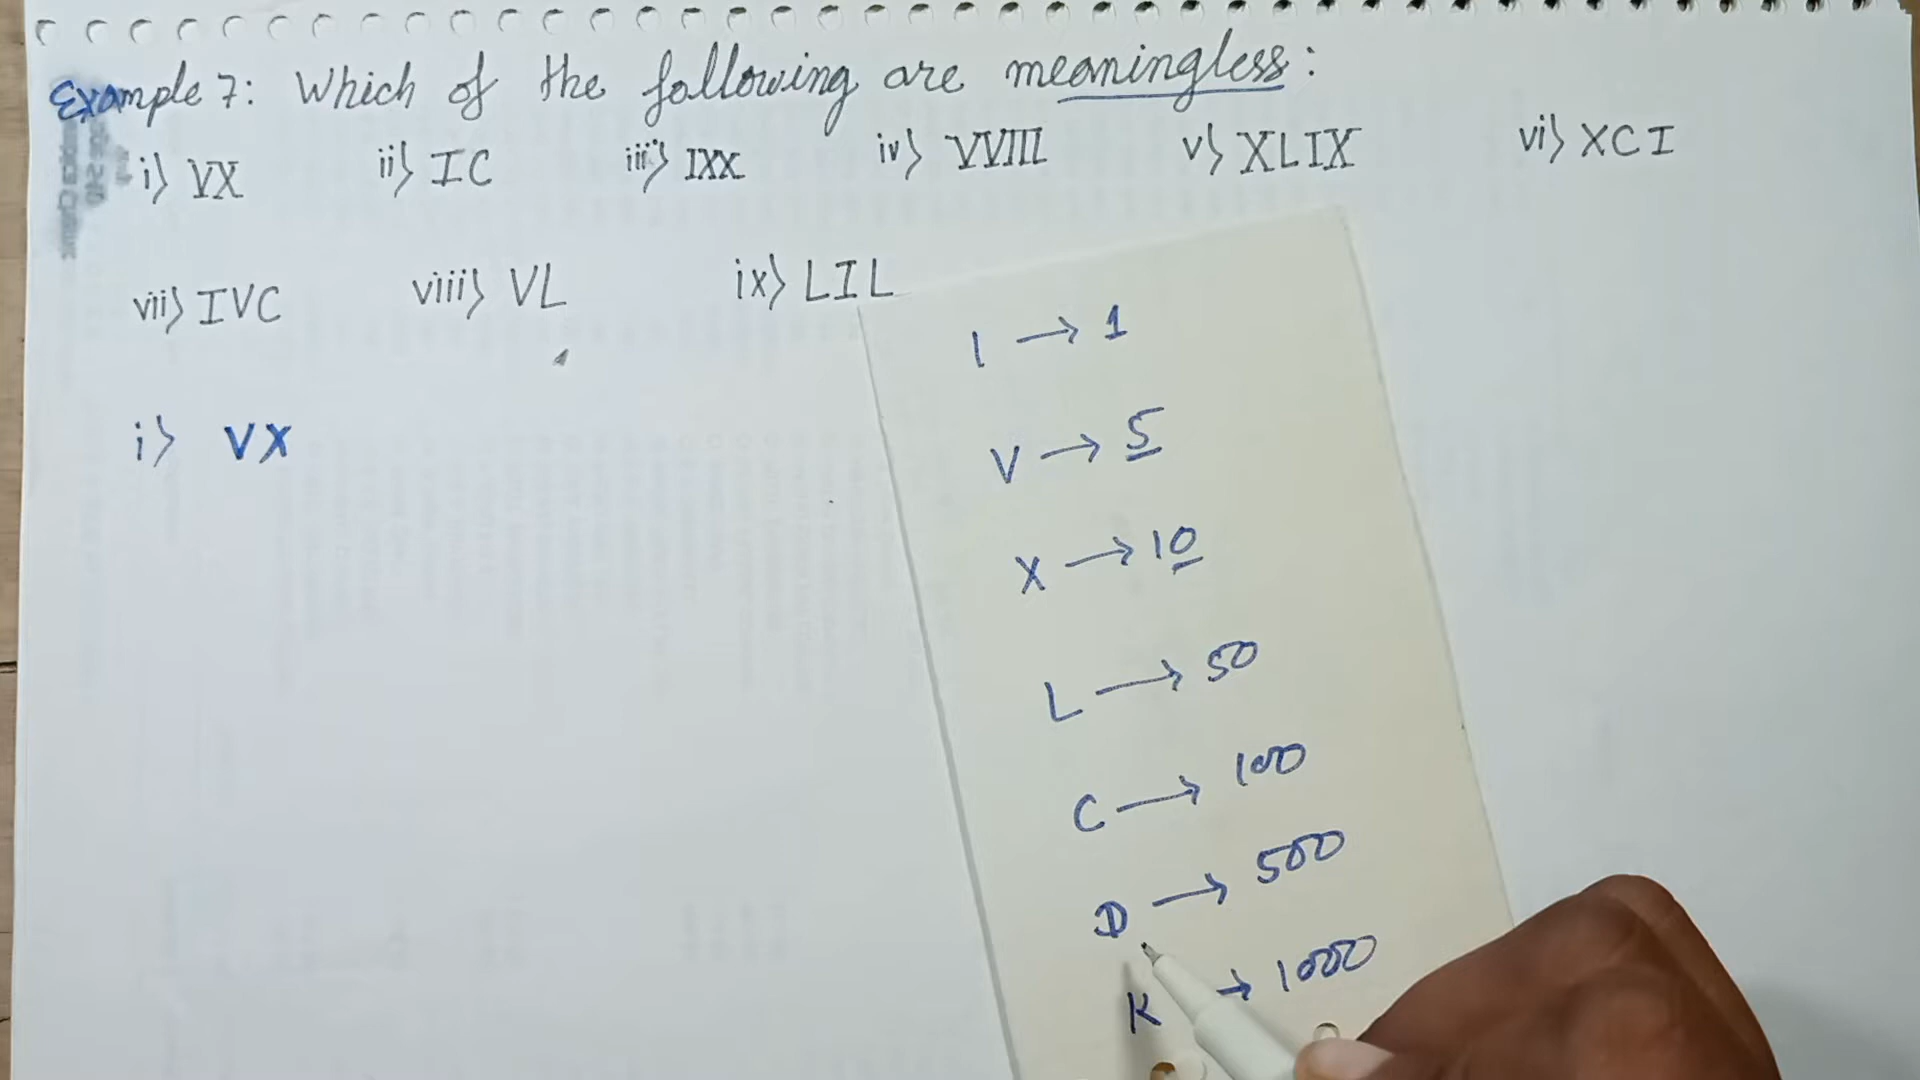 Example 7: Which of the following are meaningless:
i) VX ii) IC iii) IXX iv) VVIII v) XLIX vi) XCI
vii) IVC viii) VL ix) LIL
i) VX
I → 1
V → 5
X → 10
L → 50
C → 100
D → 500
K → 1000